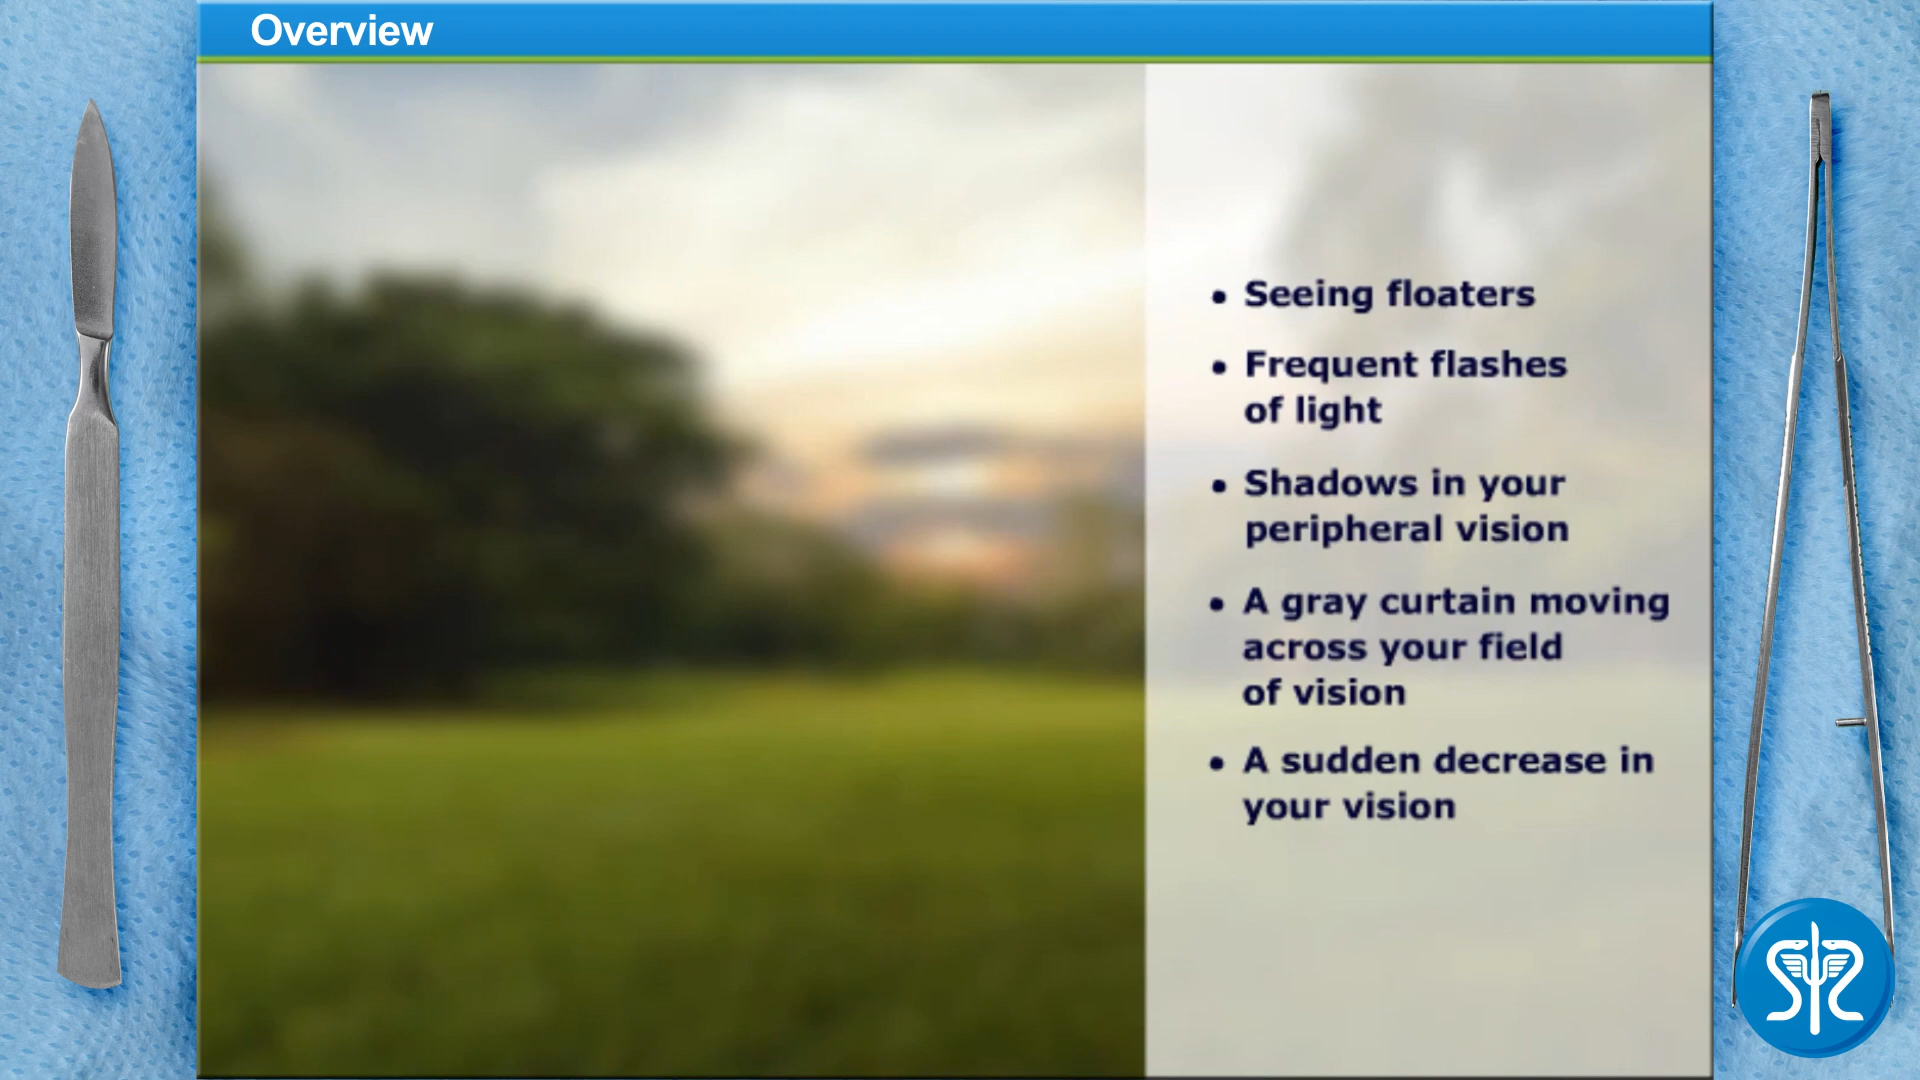 Overview
• Seeing floaters
• Frequent flashes
of light
• Shadows in your
peripheral vision
• A gray curtain moving
across your field
of vision
• A sudden decrease in
your vision